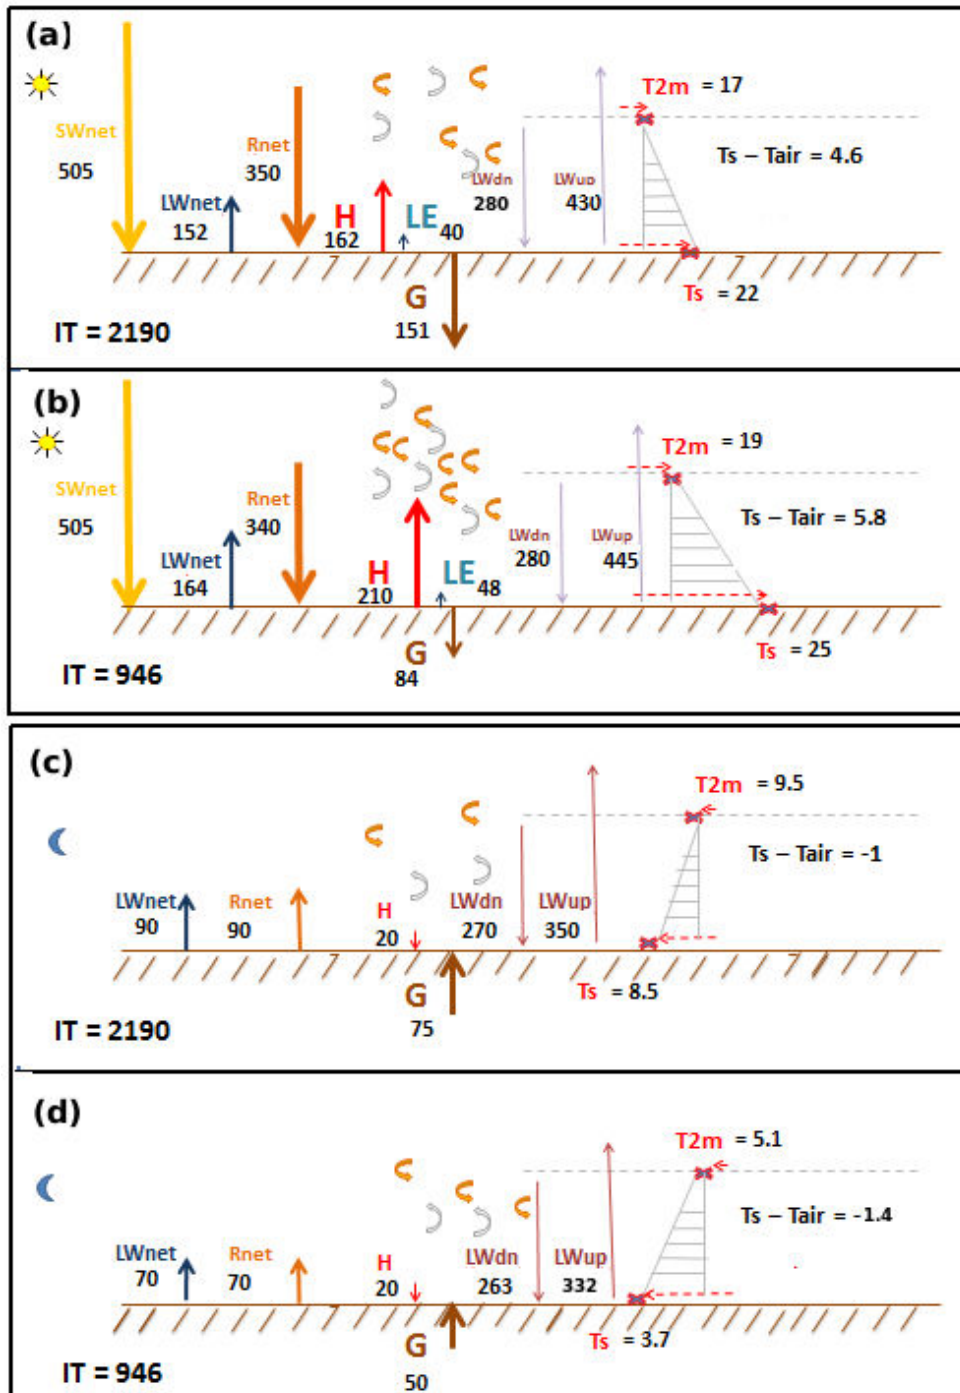 (a)
T2m = 17
SWnet
505
Rnet
350
Ts – Tair = 4.6
LWnet
152
H
162
LE
40
LWdn
280
LWup
430
G
151
Ts = 22
IT = 2190
(b)
T2m = 19
SWnet
505
Rnet
340
Ts – Tair = 5.8
LWnet
164
H
210
LE
48
LWdn
280
LWup
445
G
84
Ts = 25
IT = 946
(c)
T2m = 9.5
Ts – Tair = -1
LWnet
90
Rnet
90
H
20
LWdn
270
LWup
350
G
75
Ts = 8.5
IT = 2190
(d)
T2m = 5.1
Ts – Tair = -1.4
LWnet
70
Rnet
70
H
20
LWdn
263
LWup
332
G
50
Ts = 3.7
IT = 946